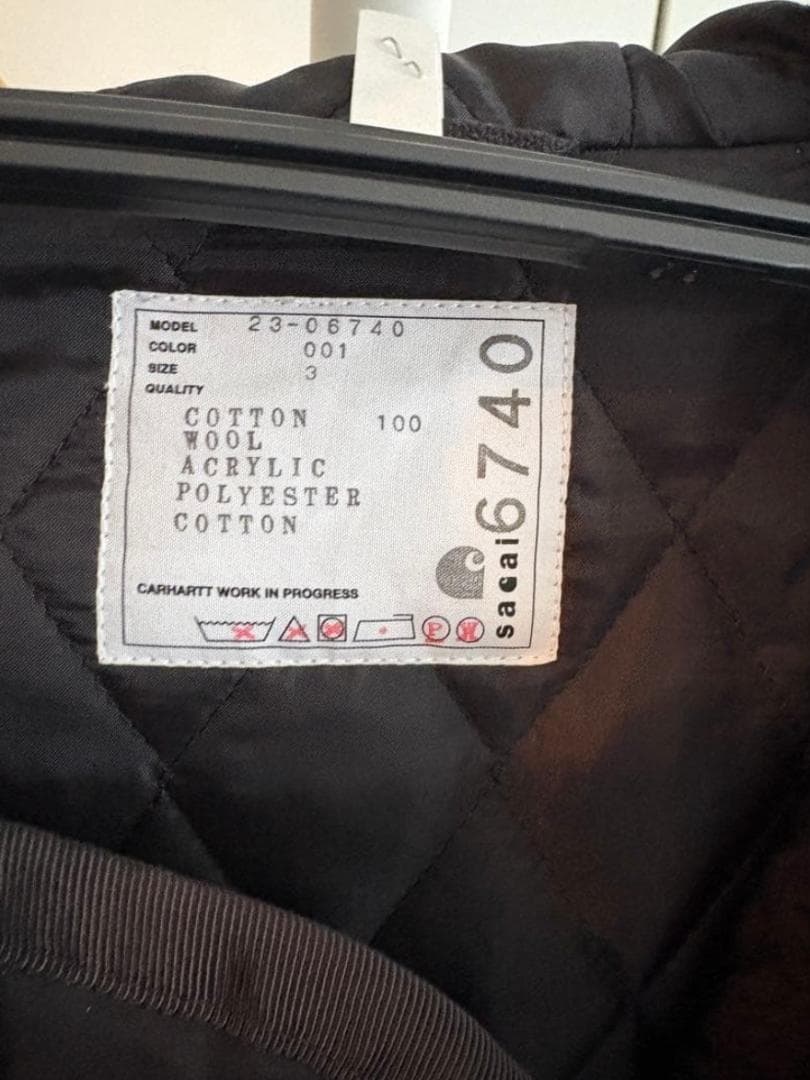 MODEL 23-06740
COLOR 001
SIZE 3
QUALITY
COTTON 100
WOOL
ACRYLIC
POLYESTER
COTTON
CARHARTT WORK IN PROGRESS
P W
sacai 6740